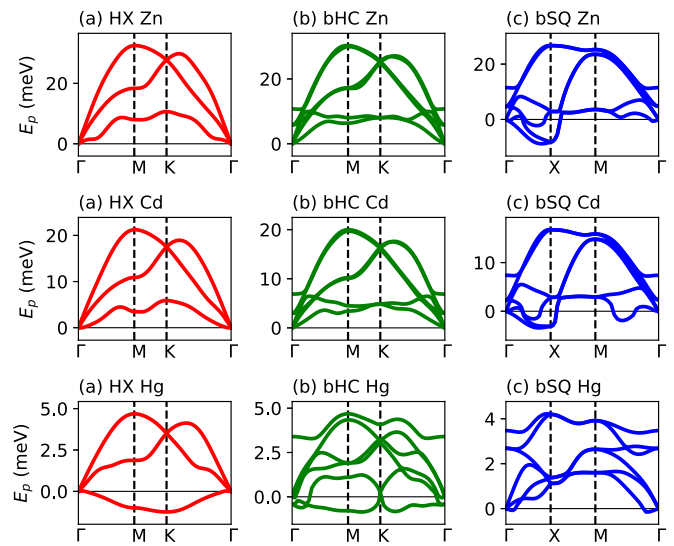 (a) HX Zn (b) bHC Zn (c) bSQ Zn
E_p (meV)
20
0
20
0
20
0
Γ M K Γ Γ M K Γ Γ X M Γ
(a) HX Cd (b) bHC Cd (c) bSQ Cd
E_p (meV)
20
10
0
20
10
0
10
0
Γ M K Γ Γ M K Γ Γ X M Γ
(a) HX Hg (b) bHC Hg (c) bSQ Hg
E_p (meV)
5.0
2.5
0.0
5.0
2.5
0.0
4
2
0
Γ M K Γ Γ M K Γ Γ X M Γ